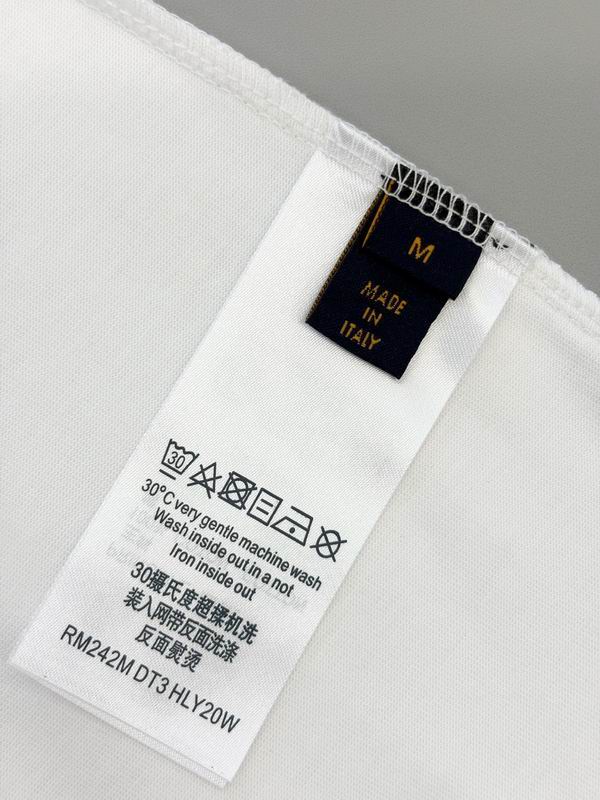 M
MADE
IN
ITALY
30
30°C very gentle machine wash
Wash inside out in a not
Iron inside out
30摄氏度超揉机洗
装入网带反面洗涤
反面熨烫
RM242M DT3 HLY20W